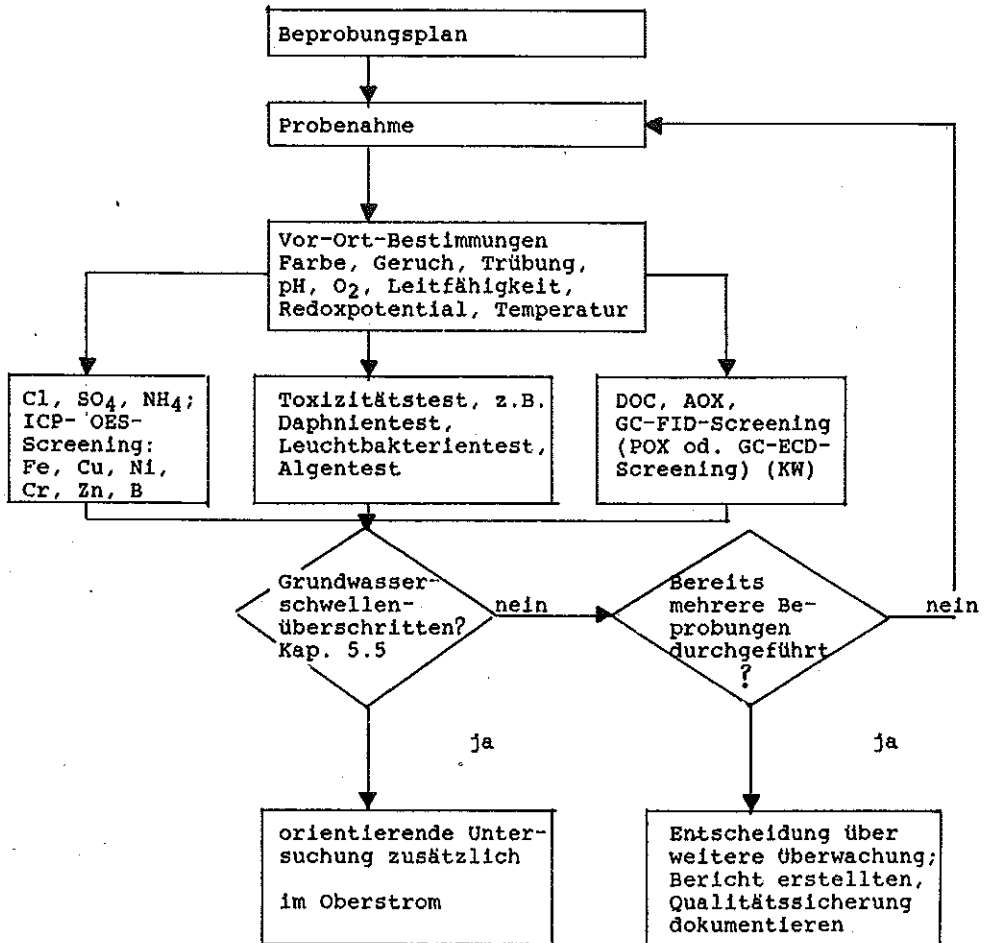 Beprobungsplan
Probenahme
Vor-Ort-Bestimmungen
Farbe, Geruch, Trübung,
pH, O2, Leitfähigkeit,
Redoxpotential, Temperatur
Cl, SO4, NH4;
ICP- OES-
Screening:
Fe, Cu, Ni,
Cr, Zn, B
Toxizitätstest, z.B.
Daphnientest,
Leuchtbakterientest,
Algentest
DOC, AOX,
GC-FID-Screening
(POX od. GC-ECD-
Screening) (KW)
Grundwasser-
schwellen-
überschritten?
Kap. 5.5
nein
Bereits
mehrere Be-
probungen
durchgeführt
?
nein
ja
ja
orientierende Unter-
suchung zusätzlich
im Oberstrom
Entscheidung über
weitere Überwachung;
Bericht erstellten,
Qualitätssicherung
dokumentieren